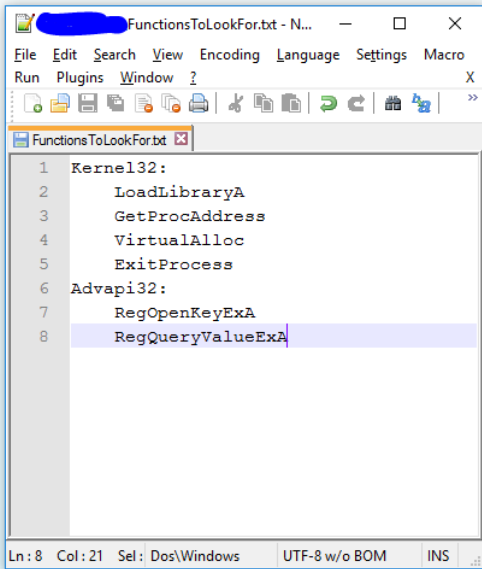 FunctionsToLookFor.txt - N...
File Edit Search View Encoding Language Settings Macro
Run Plugins Window ? X
»
FunctionsToLookFor.txt
1 Kernel32:
2 LoadLibraryA
3 GetProcAddress
4 VirtualAlloc
5 ExitProcess
6 Advapi32:
7 RegOpenKeyExA
8 RegQueryValueExA
Ln : 8 Col : 21 Sel : Dos\Windows UTF-8 w/o BOM INS